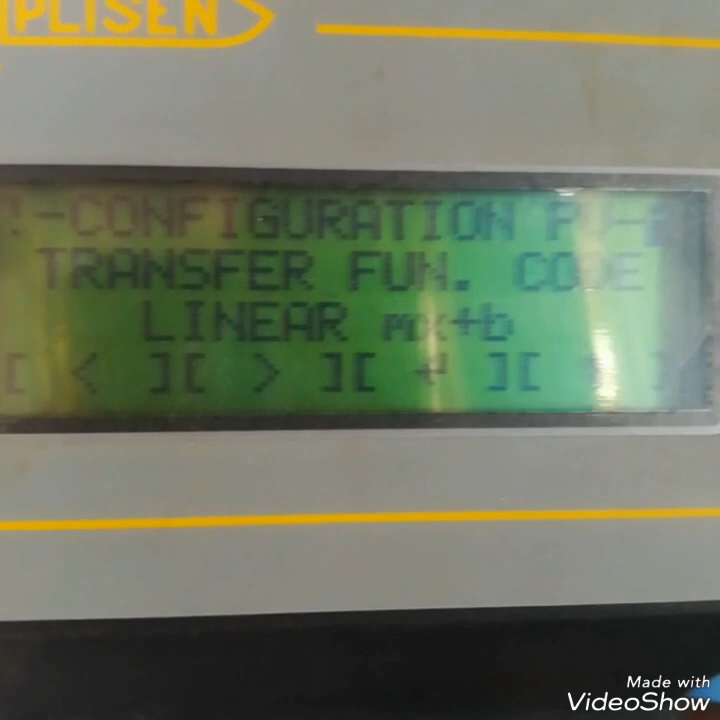 PLISEN
-CONFIGURATION
TRANSFER FUN. CODE
LINEAR mx+b
[ < ][ > ][ ↵ ][ ]
Made with
VideoShow